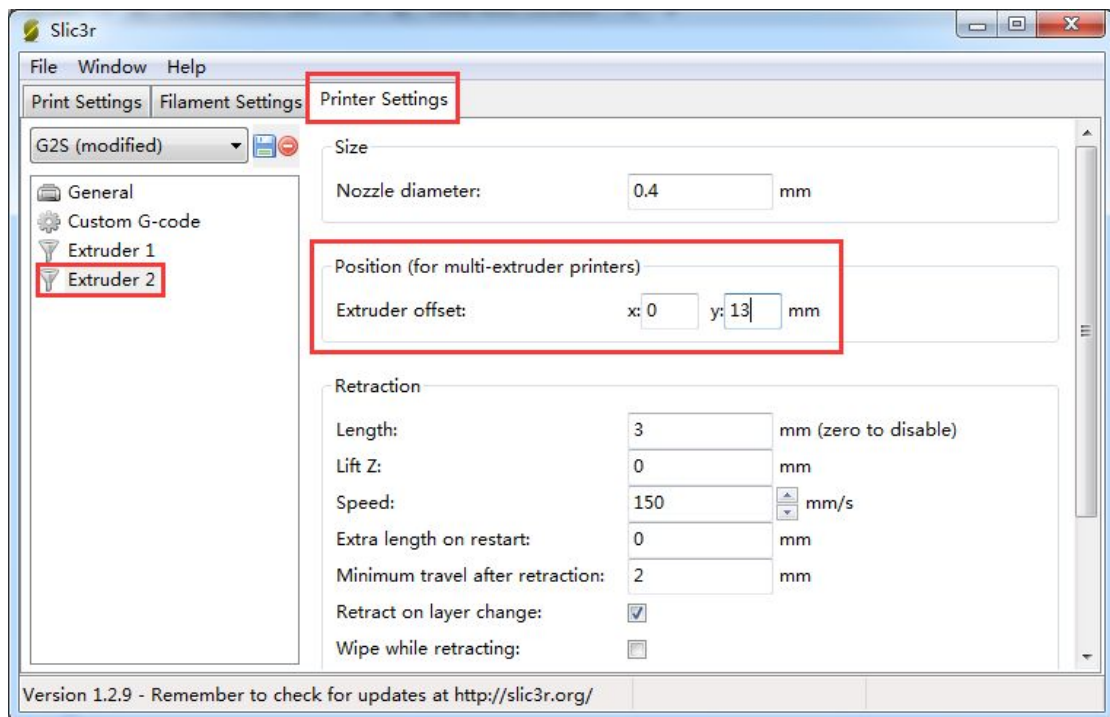 Slic3r
File Window Help
Print Settings Filament Settings Printer Settings
G2S (modified)
General
Custom G-code
Extruder 1
Extruder 2
Size
Nozzle diameter: 0.4 mm
Position (for multi-extruder printers)
Extruder offset: x: 0 y: 13 mm
Retraction
Length: 3 mm (zero to disable)
Lift Z: 0 mm
Speed: 150 mm/s
Extra length on restart: 0 mm
Minimum travel after retraction: 2 mm
Retract on layer change:
Wipe while retracting:
Version 1.2.9 - Remember to check for updates at http://slic3r.org/